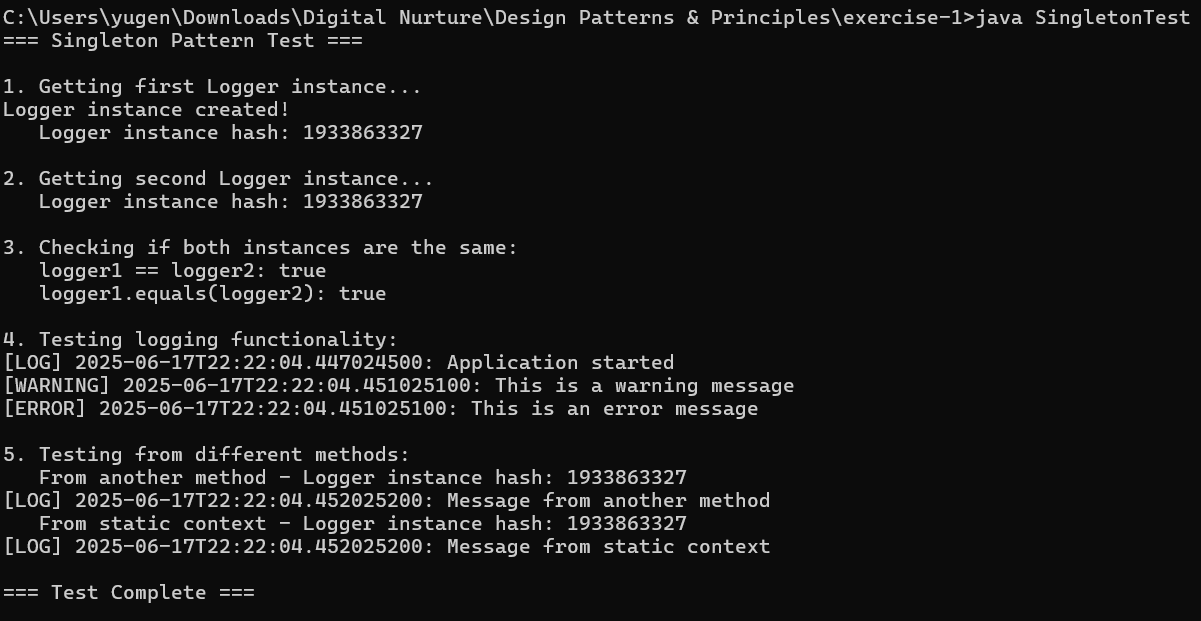 C:\Users\yugen\Downloads\Digital Nurture\Design Patterns & Principles\exercise-1>java SingletonTest
=== Singleton Pattern Test ===
1. Getting first Logger instance...
Logger instance created!
   Logger instance hash: 1933863327
2. Getting second Logger instance...
   Logger instance hash: 1933863327
3. Checking if both instances are the same:
   logger1 == logger2: true
   logger1.equals(logger2): true
4. Testing logging functionality:
[LOG] 2025-06-17T22:22:04.447024500: Application started
[WARNING] 2025-06-17T22:22:04.451025100: This is a warning message
[ERROR] 2025-06-17T22:22:04.451025100: This is an error message
5. Testing from different methods:
   From another method - Logger instance hash: 1933863327
[LOG] 2025-06-17T22:22:04.452025200: Message from another method
   From static context - Logger instance hash: 1933863327
[LOG] 2025-06-17T22:22:04.452025200: Message from static context
=== Test Complete ===